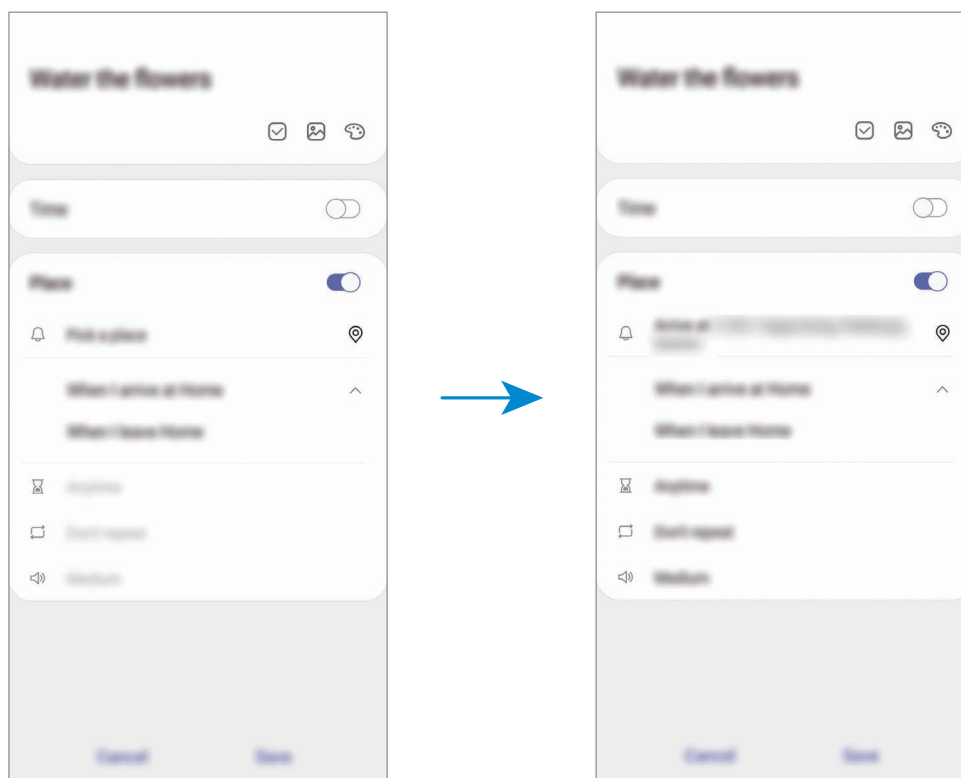 Water the flowers
Time
Place
Pick a place
When I arrive at Home
When I leave Home
Anytime
Don't repeat
Medium
Cancel
Save
Water the flowers
Time
Place
Arrive at
When I arrive at Home
When I leave Home
Anytime
Don't repeat
Medium
Cancel
Save